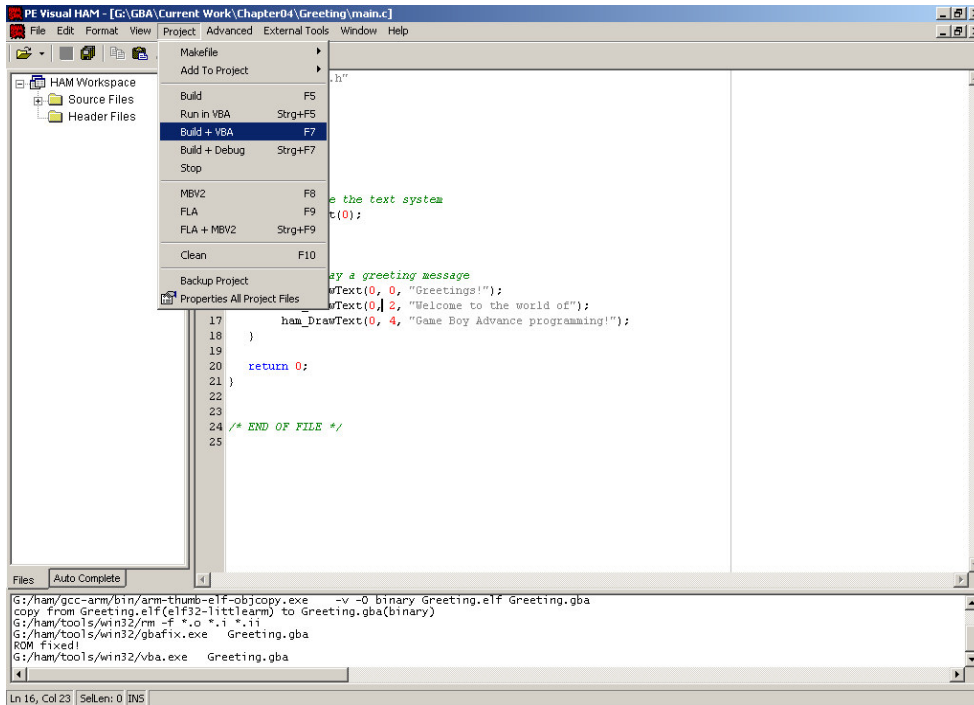 PE Visual HAM - [G:\GBA\Current Work\Chapter04\Greeting\main.c]
File Edit Format View Project Advanced External Tools Window Help
Makefile
Add To Project
Build F5
Run in VBA Strg+F5
Build + VBA F7
Build + Debug Strg+F7
Stop
MBV2 F8
FLA F9
FLA + MBV2 Strg+F9
Clean F10
Backup Project
Properties All Project Files
HAM Workspace
Source Files
Header Files
.h"
e the text system
t(0);
ay a greeting message
wText(0, 0, "Greetings!");
wText(0, 2, "Welcome to the world of");
17 ham_DrawText(0, 4, "Game Boy Advance programming!");
18 }
19
20 return 0;
21 }
22
23
24 /* END OF FILE */
25
Files Auto Complete
G:/ham/gcc-arm/bin/arm-thumb-elf-objcopy.exe -v -O binary Greeting.elf Greeting.gba
copy from Greeting.elf(elf32-littlearm) to Greeting.gba(binary)
G:/ham/tools/win32/rm -f *.o *.i *.ii
G:/ham/tools/win32/gbafix.exe Greeting.gba
ROM fixed!
G:/ham/tools/win32/vba.exe Greeting.gba
Ln 16, Col 23 SelLen: 0 INS